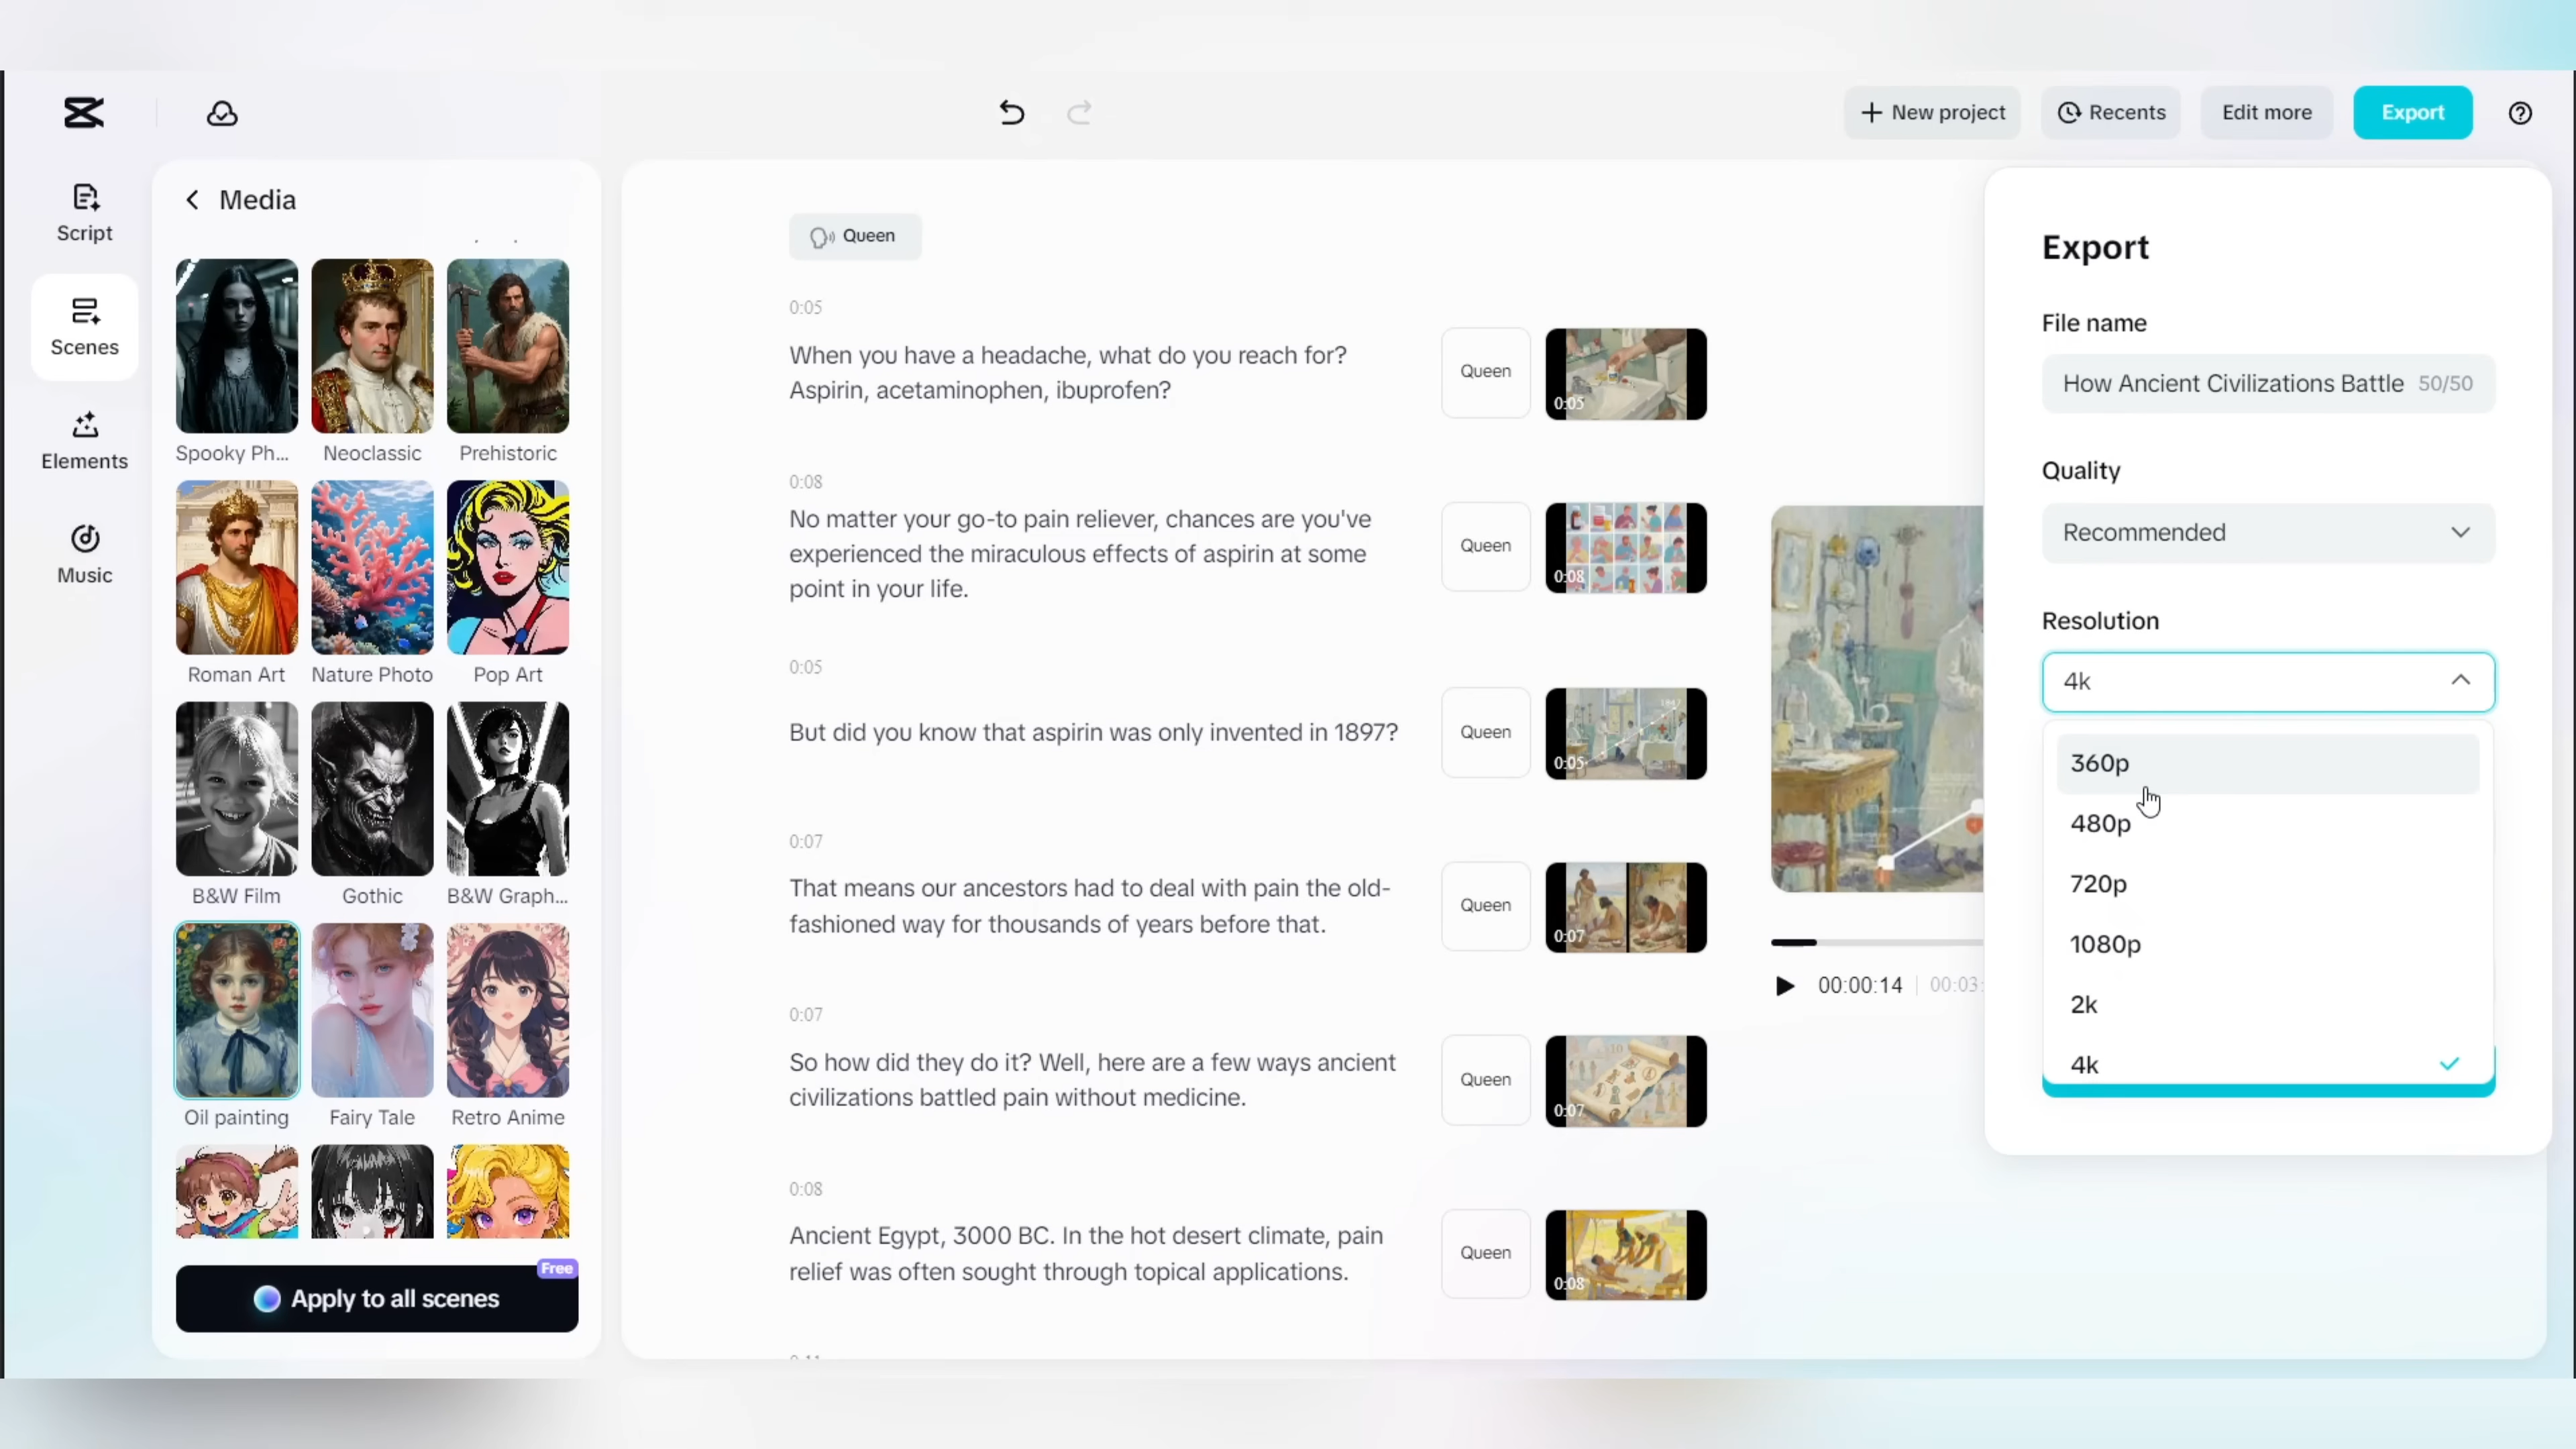 New project
Recents
Edit more
Export
Script
Scenes
Elements
Music
Media
Spooky Ph...
Neoclassic
Prehistoric
Roman Art
Nature Photo
Pop Art
B&W Film
Gothic
B&W Graph...
Oil painting
Fairy Tale
Retro Anime
Free
Apply to all scenes
Queen
0:05
When you have a headache, what do you reach for?
Aspirin, acetaminophen, ibuprofen?
Queen
0:05
0:08
No matter your go-to pain reliever, chances are you've
experienced the miraculous effects of aspirin at some
point in your life.
Queen
0:08
0:05
But did you know that aspirin was only invented in 1897?
Queen
0:05
0:07
That means our ancestors had to deal with pain the old-
fashioned way for thousands of years before that.
Queen
0:07
0:07
So how did they do it? Well, here are a few ways ancient
civilizations battled pain without medicine.
Queen
0:07
0:08
Ancient Egypt, 3000 BC. In the hot desert climate, pain
relief was often sought through topical applications.
Queen
0:08
00:00:14
00:03:
Export
File name
How Ancient Civilizations Battle 50/50
Quality
Recommended
Resolution
4k
360p
480p
720p
1080p
2k
4k